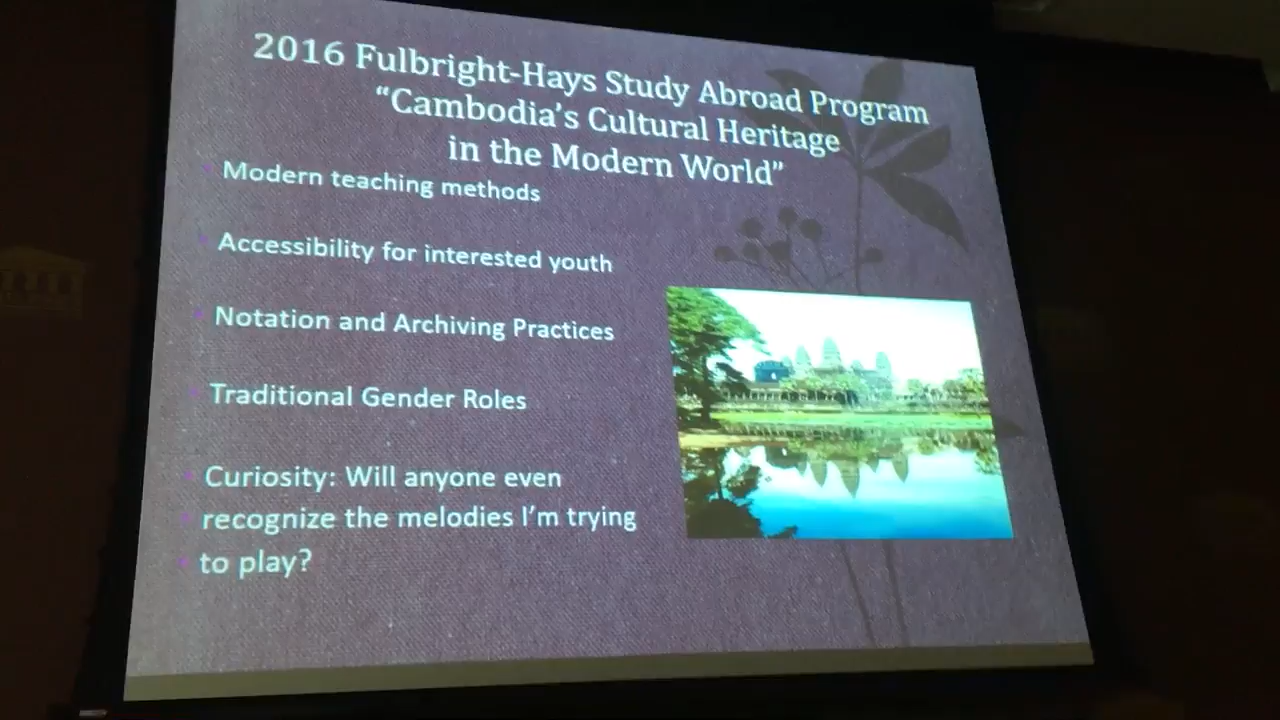 2016 Fulbright-Hays Study Abroad Program
“Cambodia’s Cultural Heritage
in the Modern World”
Modern teaching methods
Accessibility for interested youth
Notation and Archiving Practices
Traditional Gender Roles
Curiosity: Will anyone even
recognize the melodies I’m trying
to play?